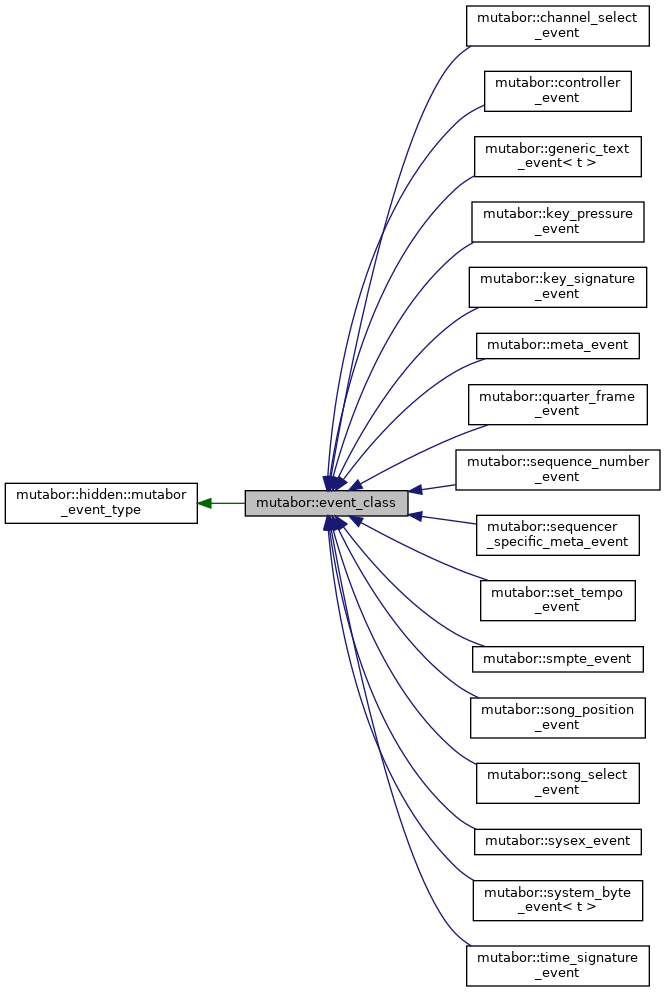 mutabor::channel_select
_event
mutabor::controller
_event
mutabor::generic_text
_event< t >
mutabor::key_pressure
_event
mutabor::key_signature
_event
mutabor::meta_event
mutabor::quarter_frame
_event
mutabor::sequence_number
_event
mutabor::hidden::mutabor
_event_type
mutabor::event_class
mutabor::sequencer
_specific_meta_event
mutabor::set_tempo
_event
mutabor::smpte_event
mutabor::song_position
_event
mutabor::song_select
_event
mutabor::sysex_event
mutabor::system_byte
_event< t >
mutabor::time_signature
_event